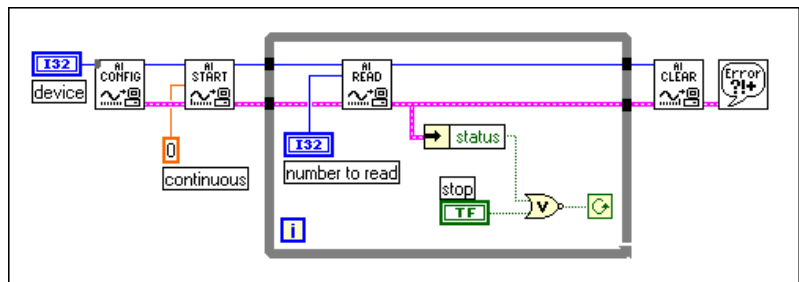 I32
device
AI
CONFIG
AI
START
0
continuous
AI
READ
I32
number to read
status
stop
TF
V
i
AI
CLEAR
Error
?!+